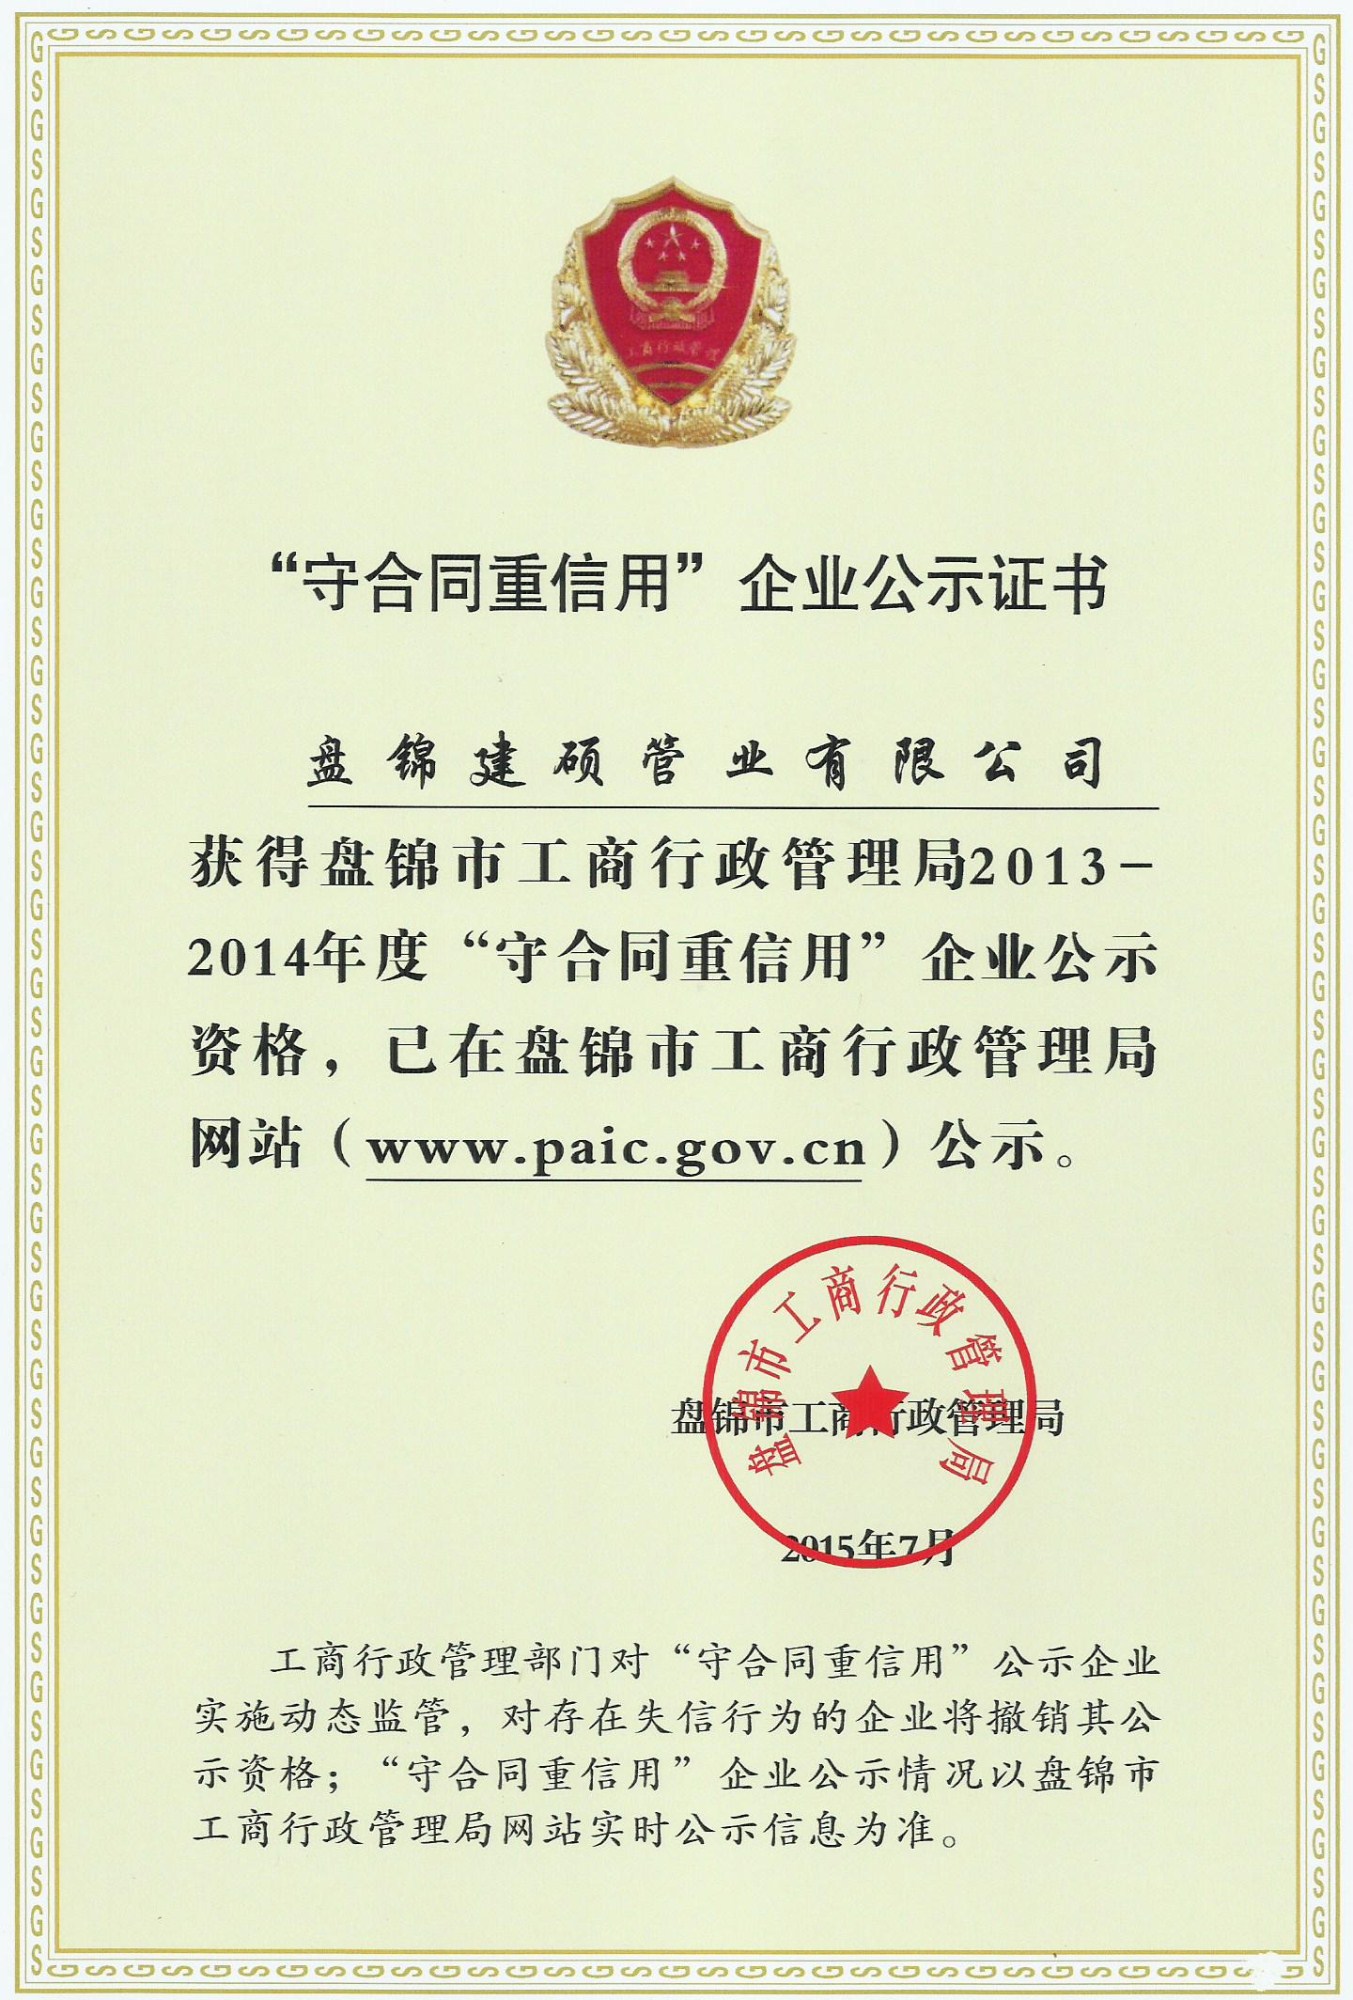 工商行政管理
“守合同重信用”企业公示证书
盘锦建硕管业有限公司
获得盘锦市工商行政管理局2013-
2014年度“守合同重信用”企业公示
资格，已在盘锦市工商行政管理局
网站（www.paic.gov.cn）公示。
盘锦市工商行政管理局
盘锦市工商行政管理局
2015年7月
工商行政管理部门对“守合同重信用”公示企业
实施动态监管，对存在失信行为的企业将撤销其公
示资格；“守合同重信用”企业公示情况以盘锦市
工商行政管理局网站实时公示信息为准。